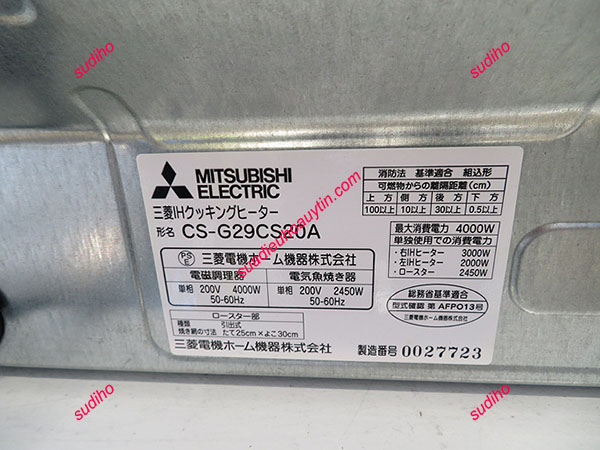 sudiho
sudiho
sudiho
MITSUBISHI
ELECTRIC
三菱IHクッキングヒーター
形名 CS-G29CS20A
三菱電機ホーム機器株式会社
PS
E
電磁調理器 電気魚焼き器
単相 200V 4000W
50-60Hz
単相 200V 2450W
50-60Hz
ロースター部
種類 引出式
焼き網の寸法 たて25cm×よこ30cm
三菱電機ホーム機器株式会社
消防法 基準適合 組込形
可燃物からの離隔距離(cm)
上方 側方 後方 下方
100以上 10以上 30以上 0.5以上
最大消費電力 4000W
単独使用での消費電力
・右IHヒーター 3000W
・左IHヒーター 2000W
・ロースター 2450W
総務省基準適合
型式確認 第 AFP013号
三菱電機ホーム機器株式会社
製造番号 0027723
sudieuhanauytin.com
sudiho
sudiho
sudiho
sudiho
sudiho